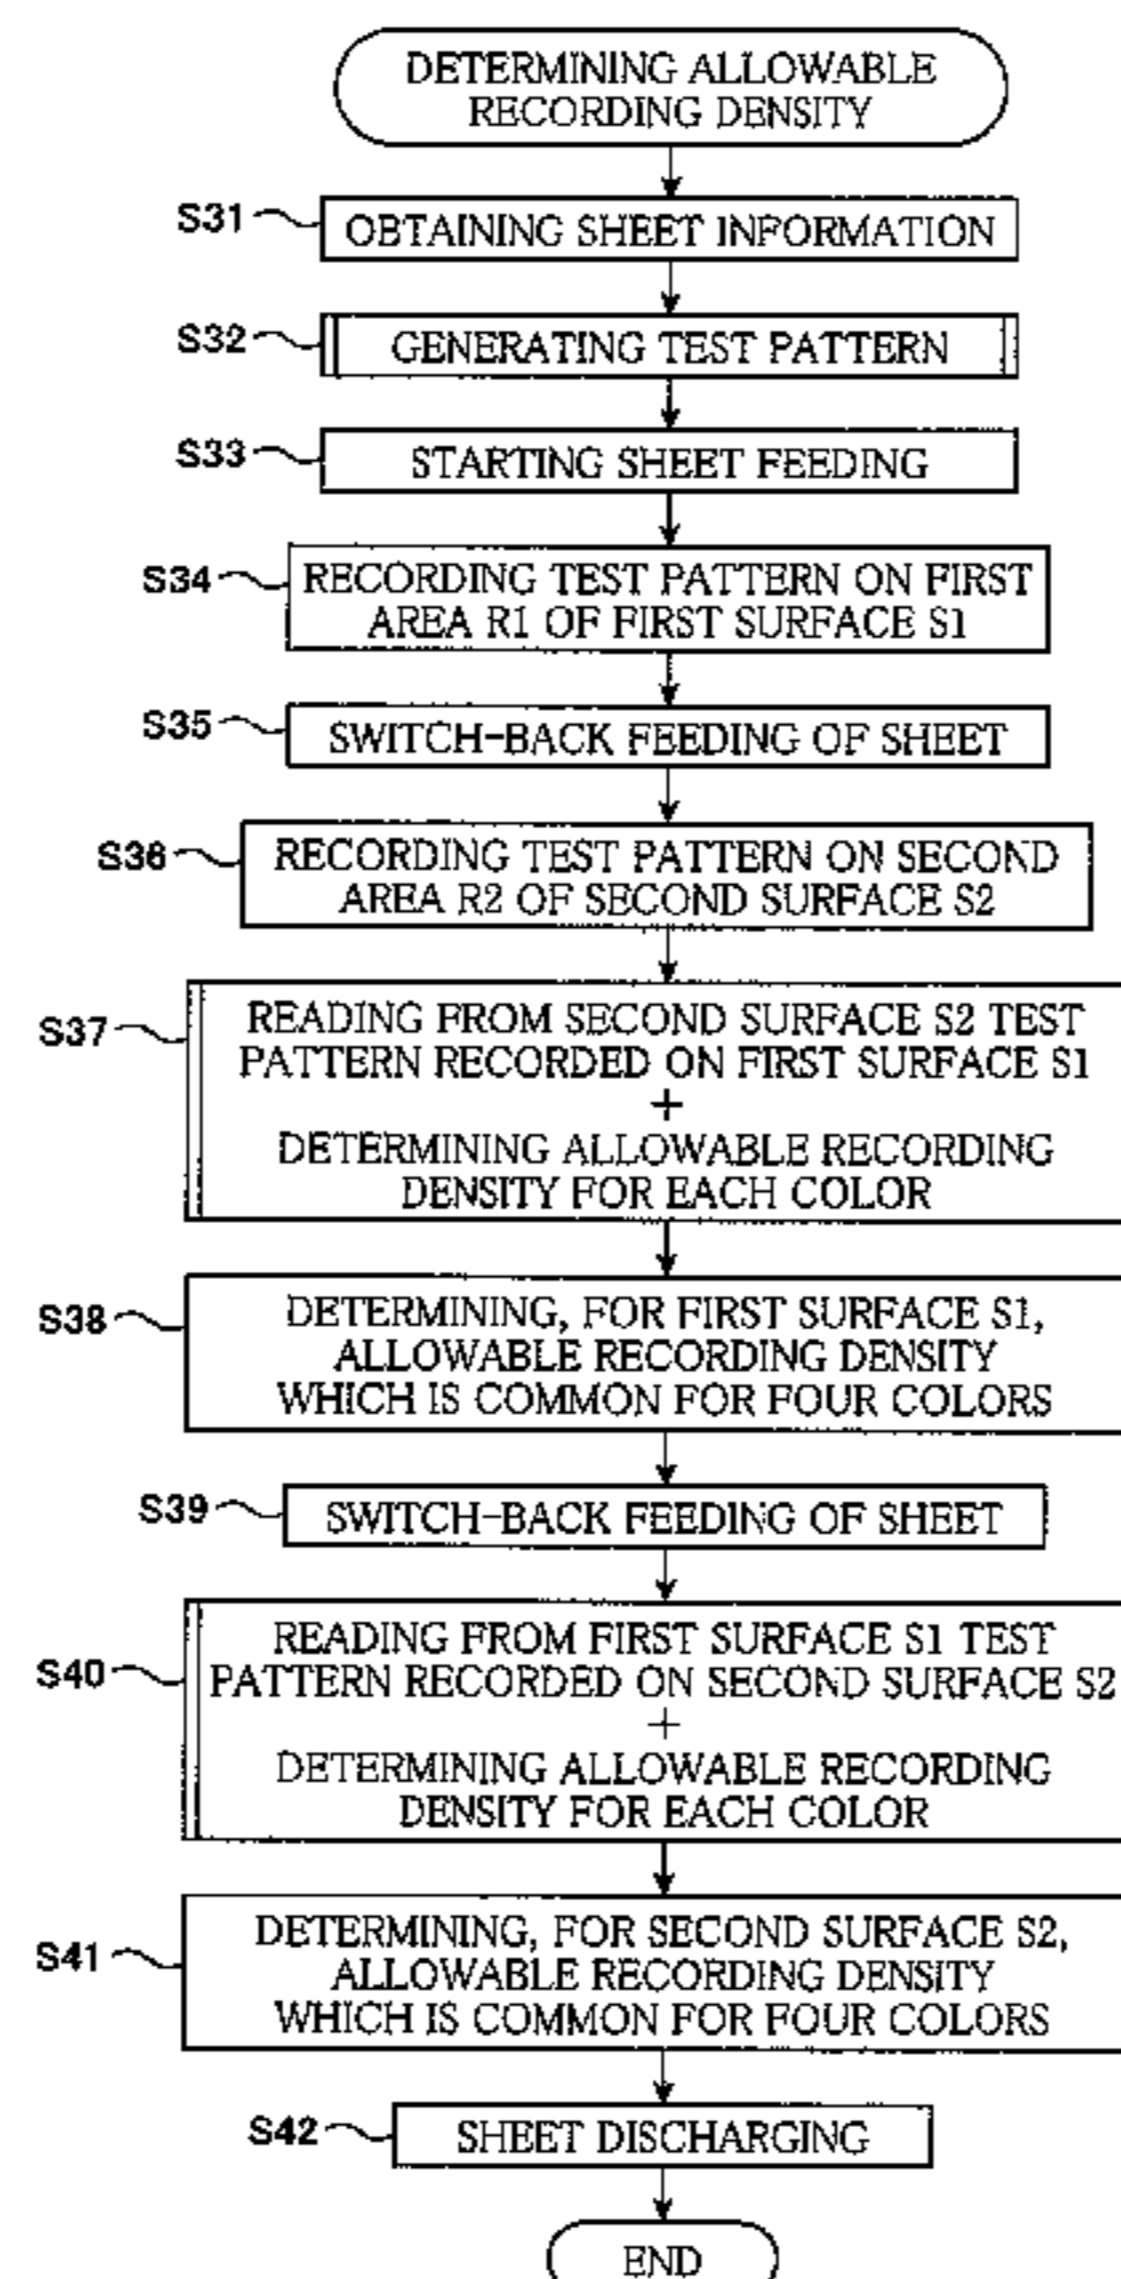 DETERMINING ALLOWABLE
RECORDING DENSITY
S31
OBTAINING SHEET INFORMATION
S32
GENERATING TEST PATTERN
S33
STARTING SHEET FEEDING
S34
RECORDING TEST PATTERN ON FIRST
AREA R1 OF FIRST SURFACE S1
S35
SWITCH-BACK FEEDING OF SHEET
S36
RECORDING TEST PATTERN ON SECOND
AREA R2 OF SECOND SURFACE S2
S37
READING FROM SECOND SURFACE S2 TEST
PATTERN RECORDED ON FIRST SURFACE S1
+
DETERMINING ALLOWABLE RECORDING
DENSITY FOR EACH COLOR
S38
DETERMINING, FOR FIRST SURFACE S1,
ALLOWABLE RECORDING DENSITY
WHICH IS COMMON FOR FOUR COLORS
S39
SWITCH-BACK FEEDING OF SHEET
S40
READING FROM FIRST SURFACE S1 TEST
PATTERN RECORDED ON SECOND SURFACE S2
+
DETERMINING ALLOWABLE RECORDING
DENSITY FOR EACH COLOR
S41
DETERMINING, FOR SECOND SURFACE S2,
ALLOWABLE RECORDING DENSITY
WHICH IS COMMON FOR FOUR COLORS
S42
SHEET DISCHARGING
END